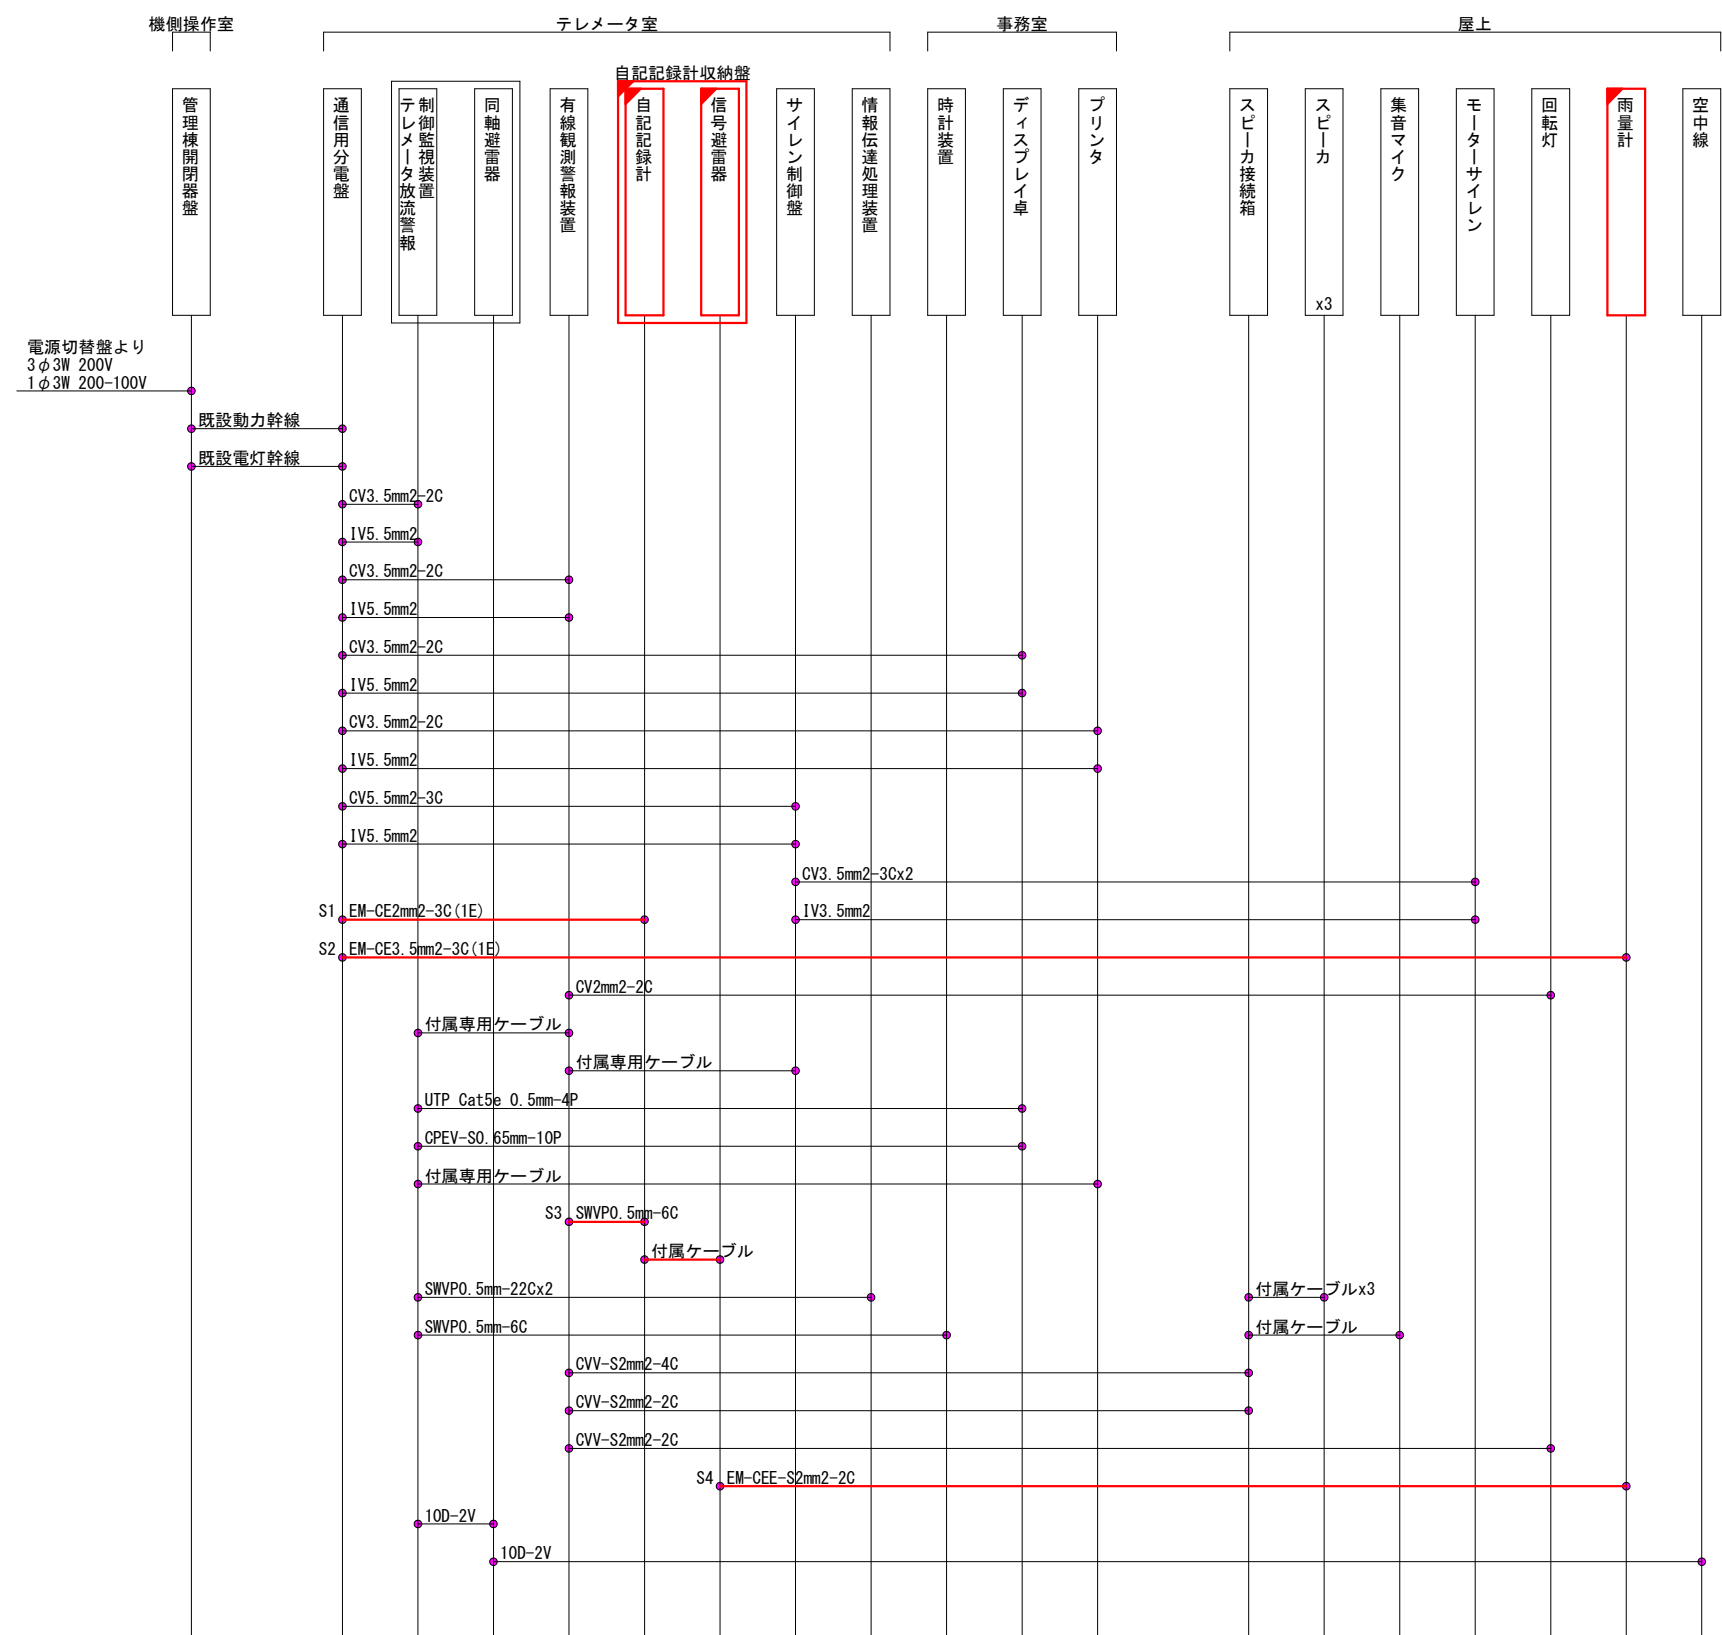 機側操作室
テレメータ室
事務室
屋上
自記記録計収納盤
管理棟開閉器盤
通信用分電盤
制御監視装置
テレメータ放流警報
同軸避雷器
有線観測警報装置
自記記録計
信号避雷器
サイレン制御盤
情報伝達処理装置
時計装置
ディスプレイ卓
プリンタ
スピーカ接続箱
スピーカ
x3
集音マイク
モーターサイレン
回転灯
雨量計
空中線
電源切替盤より
3φ3W 200V
1φ3W 200-100V
既設動力幹線
既設電灯幹線
CV3.5mm2-2C
IV5.5mm2
CV3.5mm2-2C
IV5.5mm2
CV3.5mm2-2C
IV5.5mm2
CV3.5mm2-2C
IV5.5mm2
CV5.5mm2-3C
IV5.5mm2
CV3.5mm2-3Cx2
S1 EM-CE2mm2-3C(1E)
IV3.5mm2
S2 EM-CE3.5mm2-3C(1E)
CV2mm2-2C
付属専用ケーブル
付属専用ケーブル
UTP Cat5e 0.5mm-4P
CPEV-S0.65mm-10P
付属専用ケーブル
S3 SWVP0.5mm-6C
付属ケーブル
SWVP0.5mm-22Cx2
付属ケーブルx3
SWVP0.5mm-6C
付属ケーブル
CVV-S2mm2-4C
CVV-S2mm2-2C
CVV-S2mm2-2C
S4 EM-CEE-S2mm2-2C
10D-2V
10D-2V